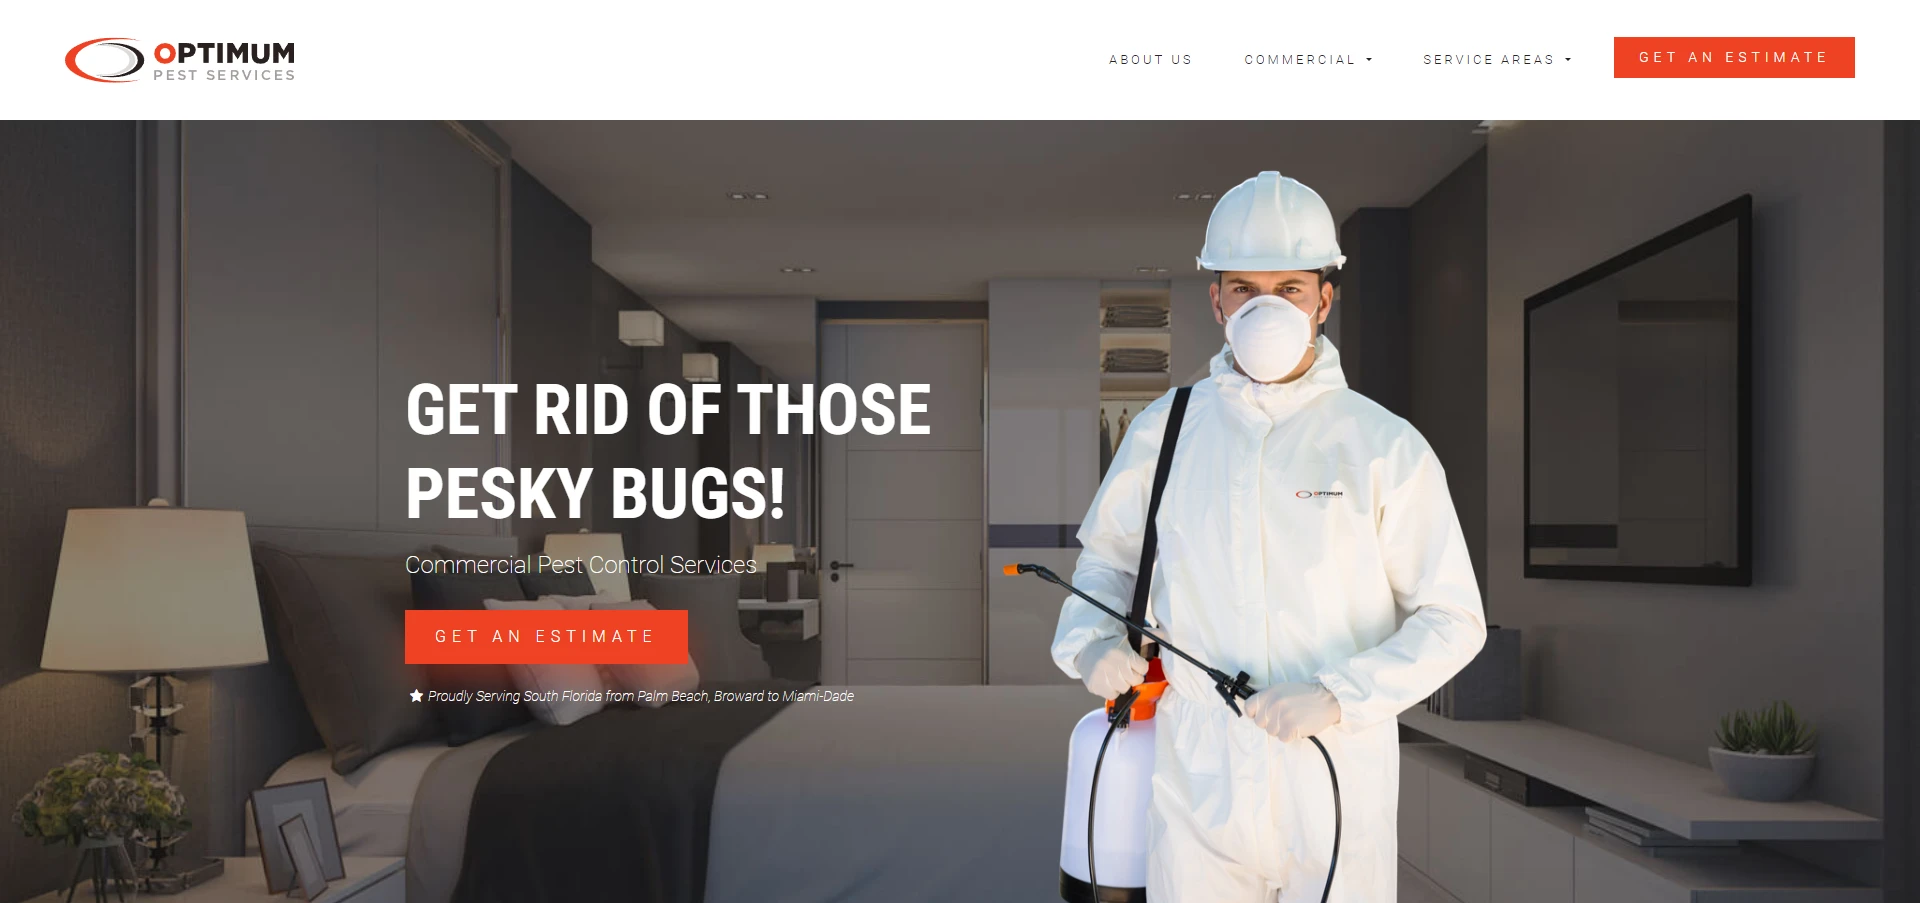 OPTIMUM
PEST SERVICES
ABOUT US
COMMERCIAL
SERVICE AREAS
GET AN ESTIMATE
GET RID OF THOSE
PESKY BUGS!
Commercial Pest Control Services
GET AN ESTIMATE
Proudly Serving South Florida from Palm Beach, Broward to Miami-Dade
OPTIMUM